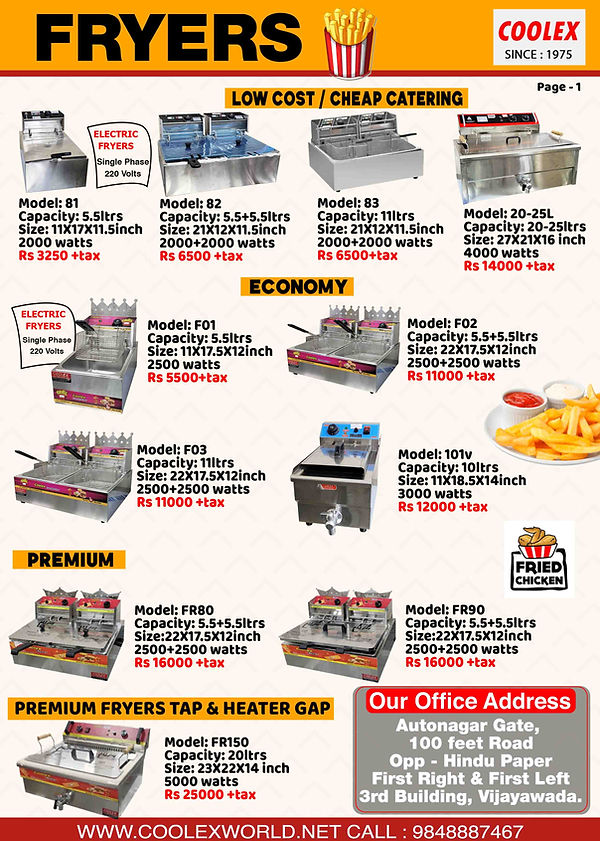 FRYERS
COOLEX
SINCE : 1975
Page - 1
LOW COST / CHEAP CATERING
ELECTRIC
FRYERS
Single Phase
220 Volts
Model: 81
Capacity: 5.5ltrs
Size: 11X17X11.5inch
2000 watts
Rs 3250 +tax
Model: 82
Capacity: 5.5+5.5ltrs
Size: 21X12X11.5inch
2000+2000 watts
Rs 6500 +tax
Model: 83
Capacity: 11ltrs
Size: 21X12X11.5inch
2000+2000 watts
Rs 6500+tax
Model: 20-25L
Capacity: 20-25ltrs
Size: 27X21X16 inch
4000 watts
Rs 14000 +tax
ECONOMY
ELECTRIC
FRYERS
Single Phase
220 Volts
Model: F01
Capacity: 5.5ltrs
Size: 11X17.5X12inch
2500 watts
Rs 5500+tax
Model: F02
Capacity: 5.5+5.5ltrs
Size: 22X17.5X12inch
2500+2500 watts
Rs 11000 +tax
Model: F03
Capacity: 11ltrs
Size: 22X17.5X12inch
2500+2500 watts
Rs 11000 +tax
Model: 101v
Capacity: 10ltrs
Size: 11X18.5X14inch
3000 watts
Rs 12000 +tax
FRIED
CHICKEN
PREMIUM
Model: FR80
Capacity: 5.5+5.5ltrs
Size:22X17.5X12inch
2500+2500 watts
Rs 16000 +tax
Model: FR90
Capacity: 5.5+5.5ltrs
Size: 22X17.5X12inch
2500+2500 watts
Rs 16000 +tax
PREMIUM FRYERS TAP & HEATER GAP
Model: FR150
Capacity: 20ltrs
Size: 23X22X14 inch
5000 watts
Rs 25000 +tax
Our Office Address
Autonagar Gate,
100 feet Road
Opp - Hindu Paper
First Right & First Left
3rd Building, Vijayawada.
WWW.COOLEXWORLD.NET CALL : 9848887467